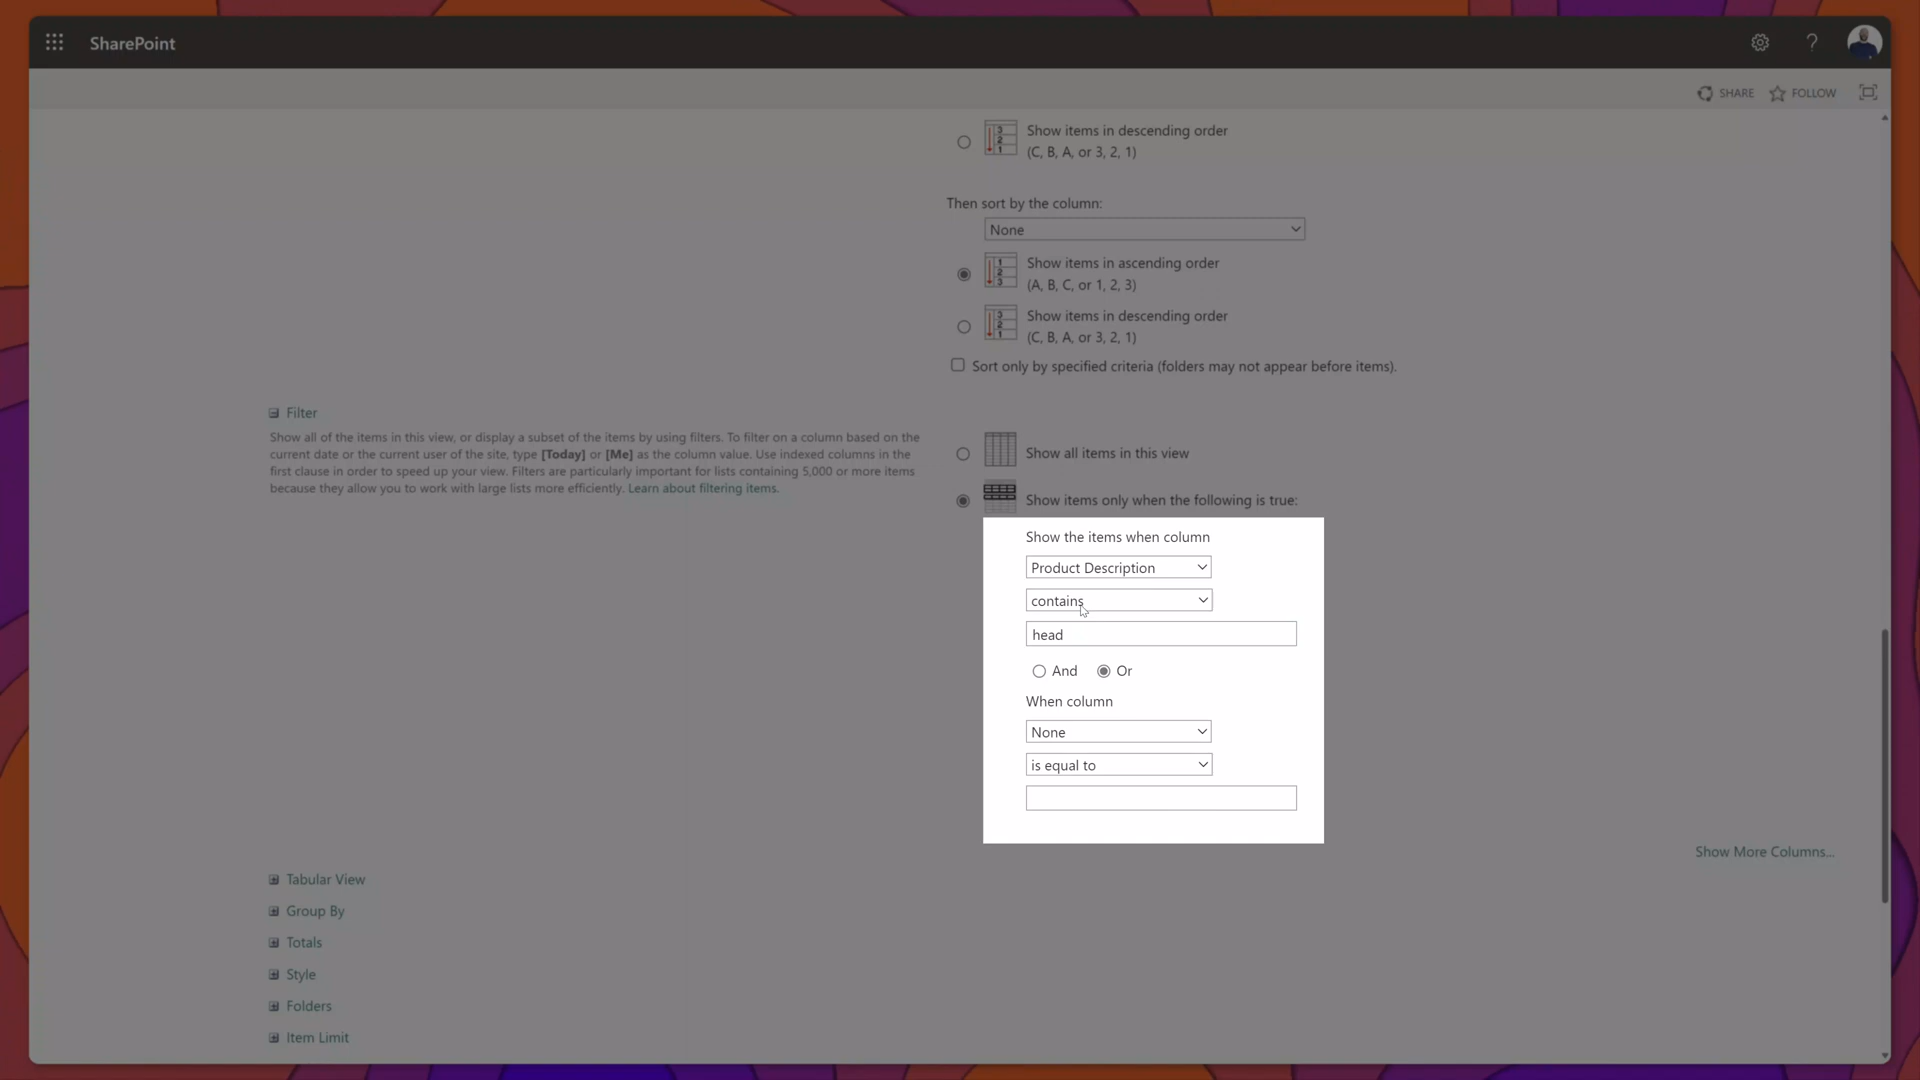 SharePoint
SHARE
FOLLOW
Show items in descending order
(C, B, A, or 3, 2, 1)
Then sort by the column:
None
Show items in ascending order
(A, B, C, or 1, 2, 3)
Show items in descending order
(C, B, A, or 3, 2, 1)
Sort only by specified criteria (folders may not appear before items).
Filter
Show all of the items in this view, or display a subset of the items by using filters. To filter on a column based on the
current date or the current user of the site, type [Today] or [Me] as the column value. Use indexed columns in the
first clause in order to speed up your view. Filters are particularly important for lists containing 5,000 or more items
because they allow you to work with large lists more efficiently. Learn about filtering items.
Show all items in this view
Show items only when the following is true:
Show the items when column
Product Description
contains
head
And Or
When column
None
is equal to
Show More Columns...
Tabular View
Group By
Totals
Style
Folders
Item Limit